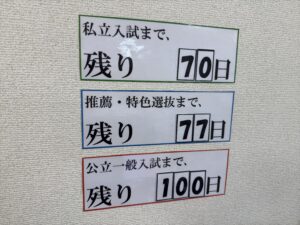 私立入試まで、
残り 70日
推薦・特色選抜まで、
残り 77日
公立一般入試まで、
残り 100日